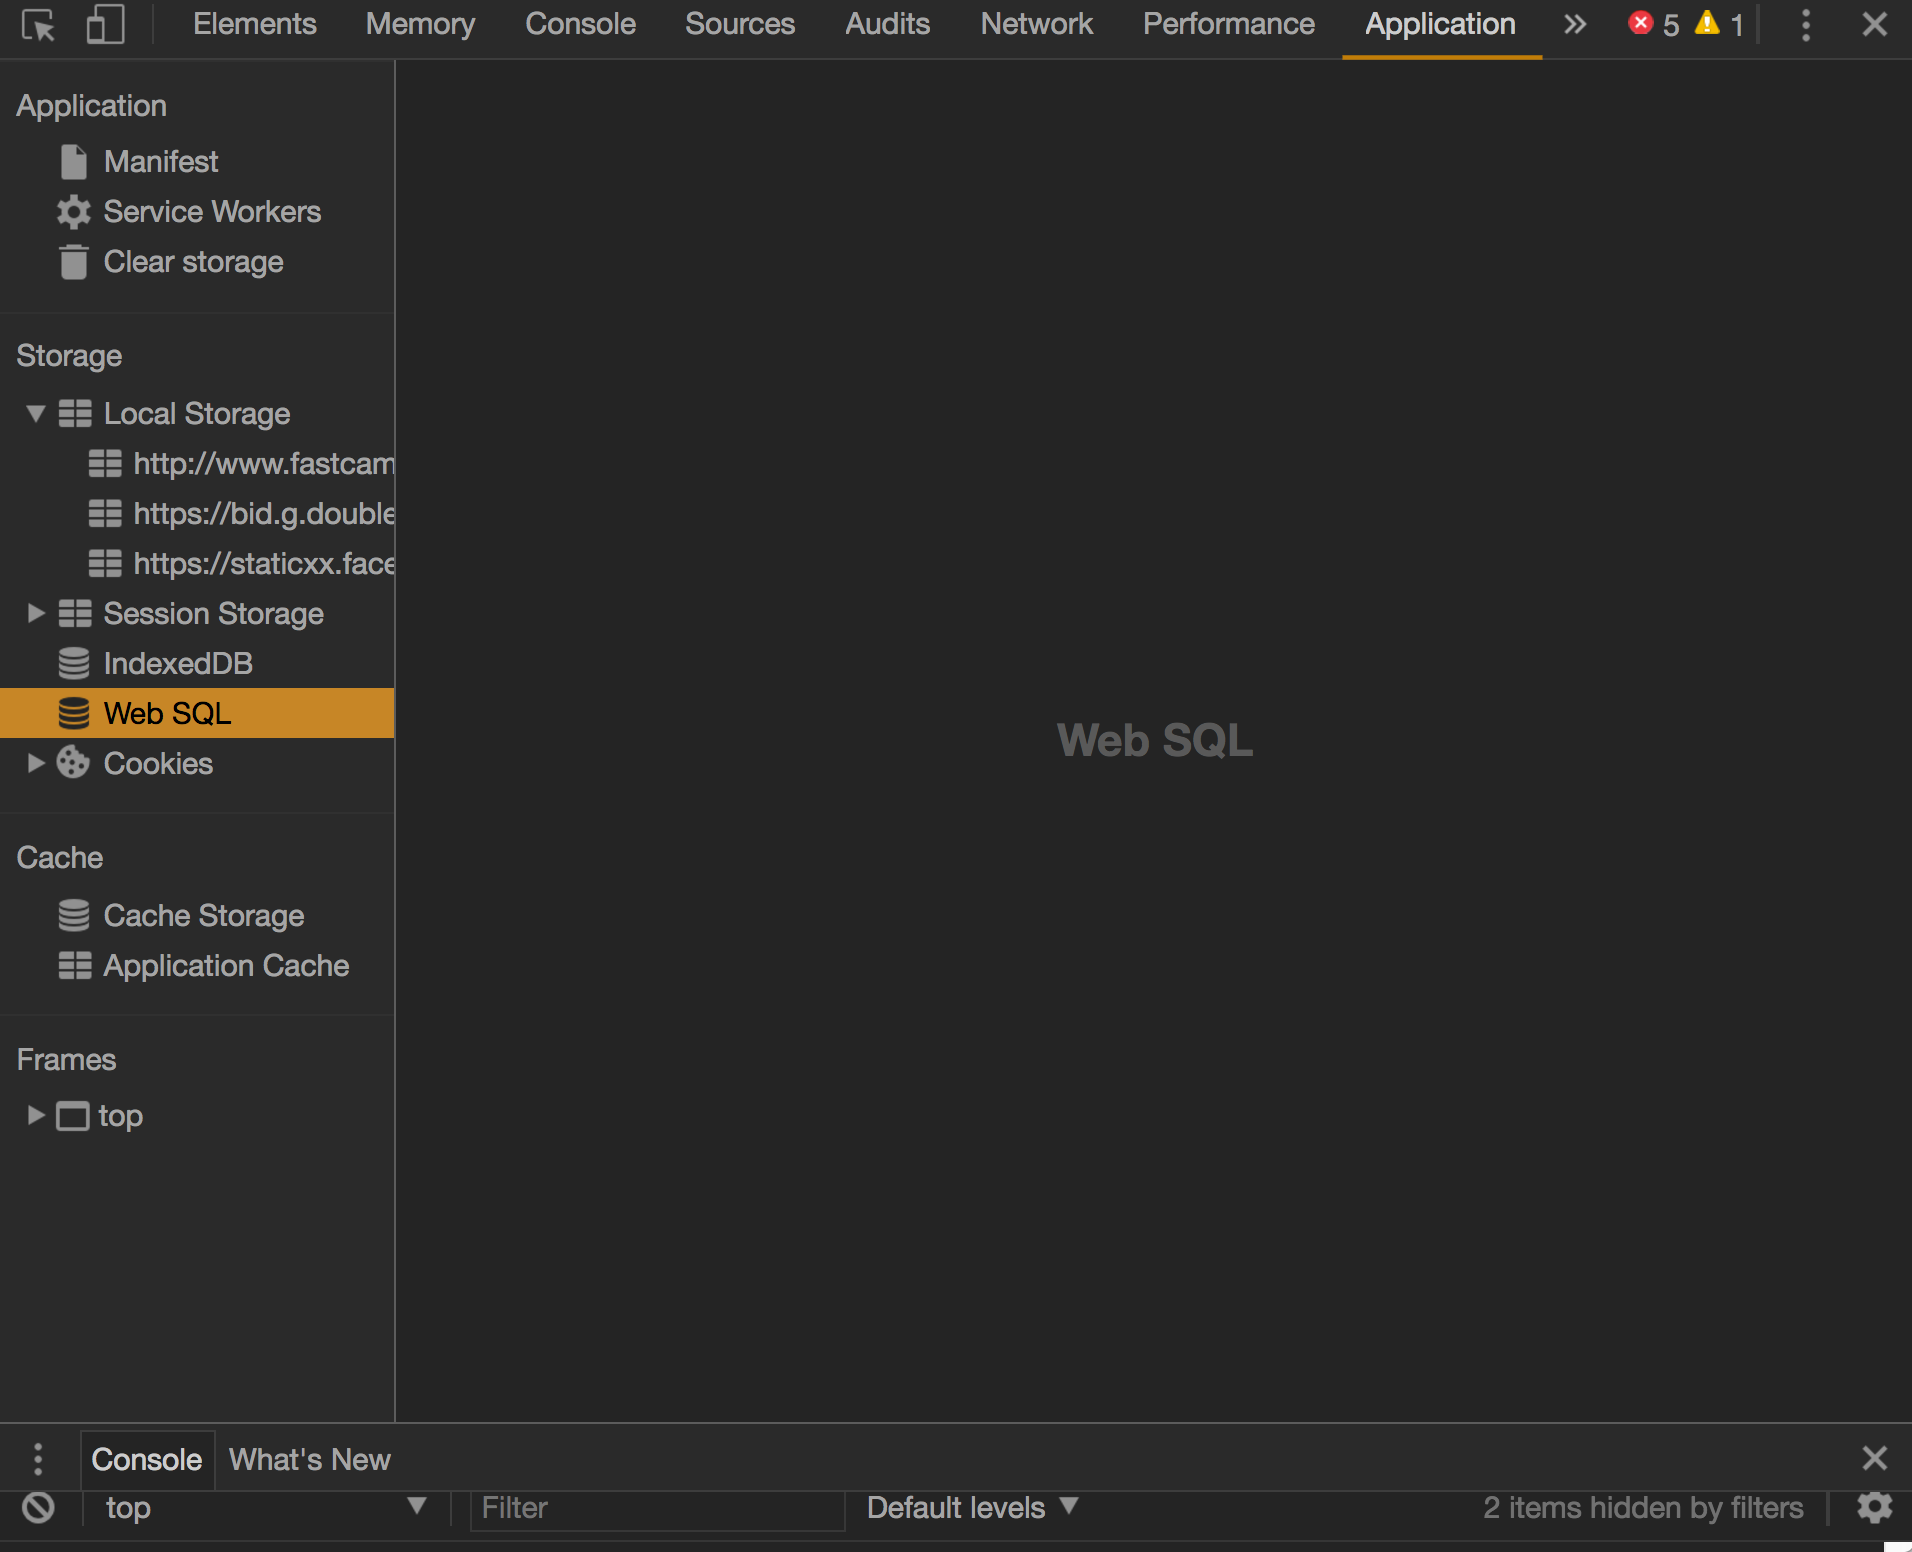 Elements Memory Console Sources Audits Network Performance Application 5 1
Application
Manifest
Service Workers
Clear storage
Storage
Local Storage
http://www.fastcam
https://bid.g.double
https://staticxx.face
Session Storage
IndexedDB
Web SQL
Cookies
Cache
Cache Storage
Application Cache
Frames
top
Web SQL
Console What's New
top Filter Default levels 2 items hidden by filters